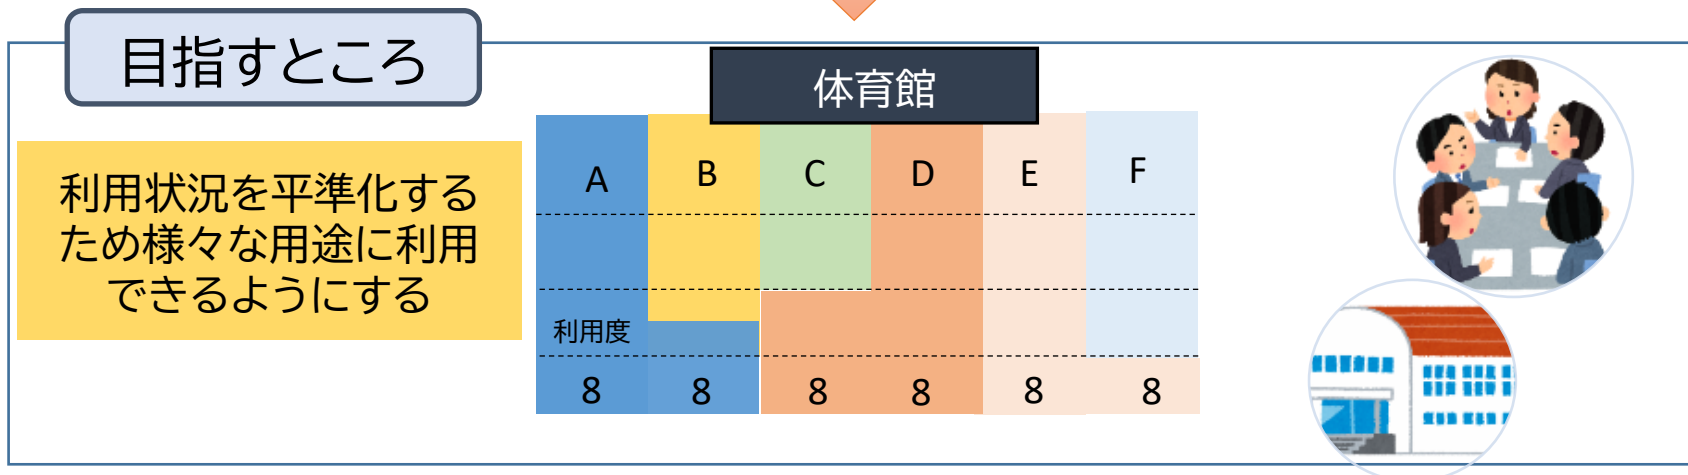 目指すところ
体育館
利用状況を平準化する
ため様々な用途に利用
できるようにする
A B C D E F
利用度
8 8 8 8 8 8